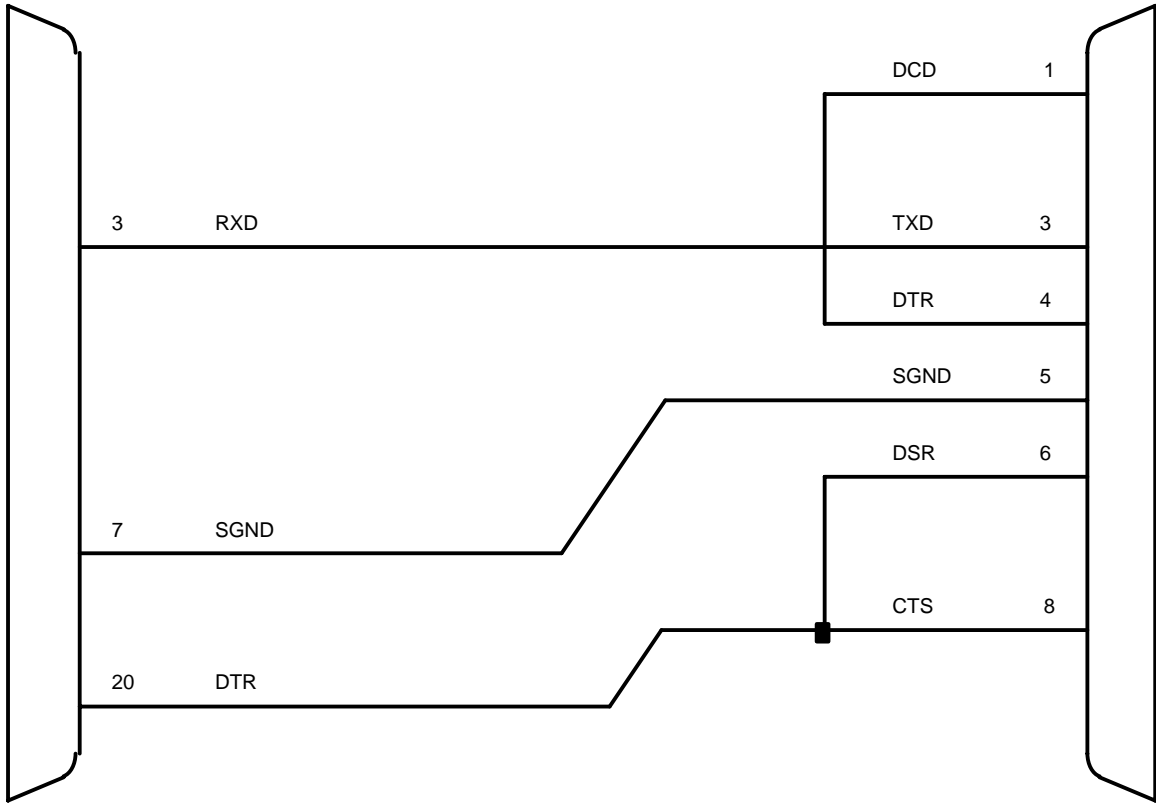 DCD 1
3 RXD TXD 3
DTR 4
SGND 5
DSR 6
7 SGND
CTS 8
20 DTR